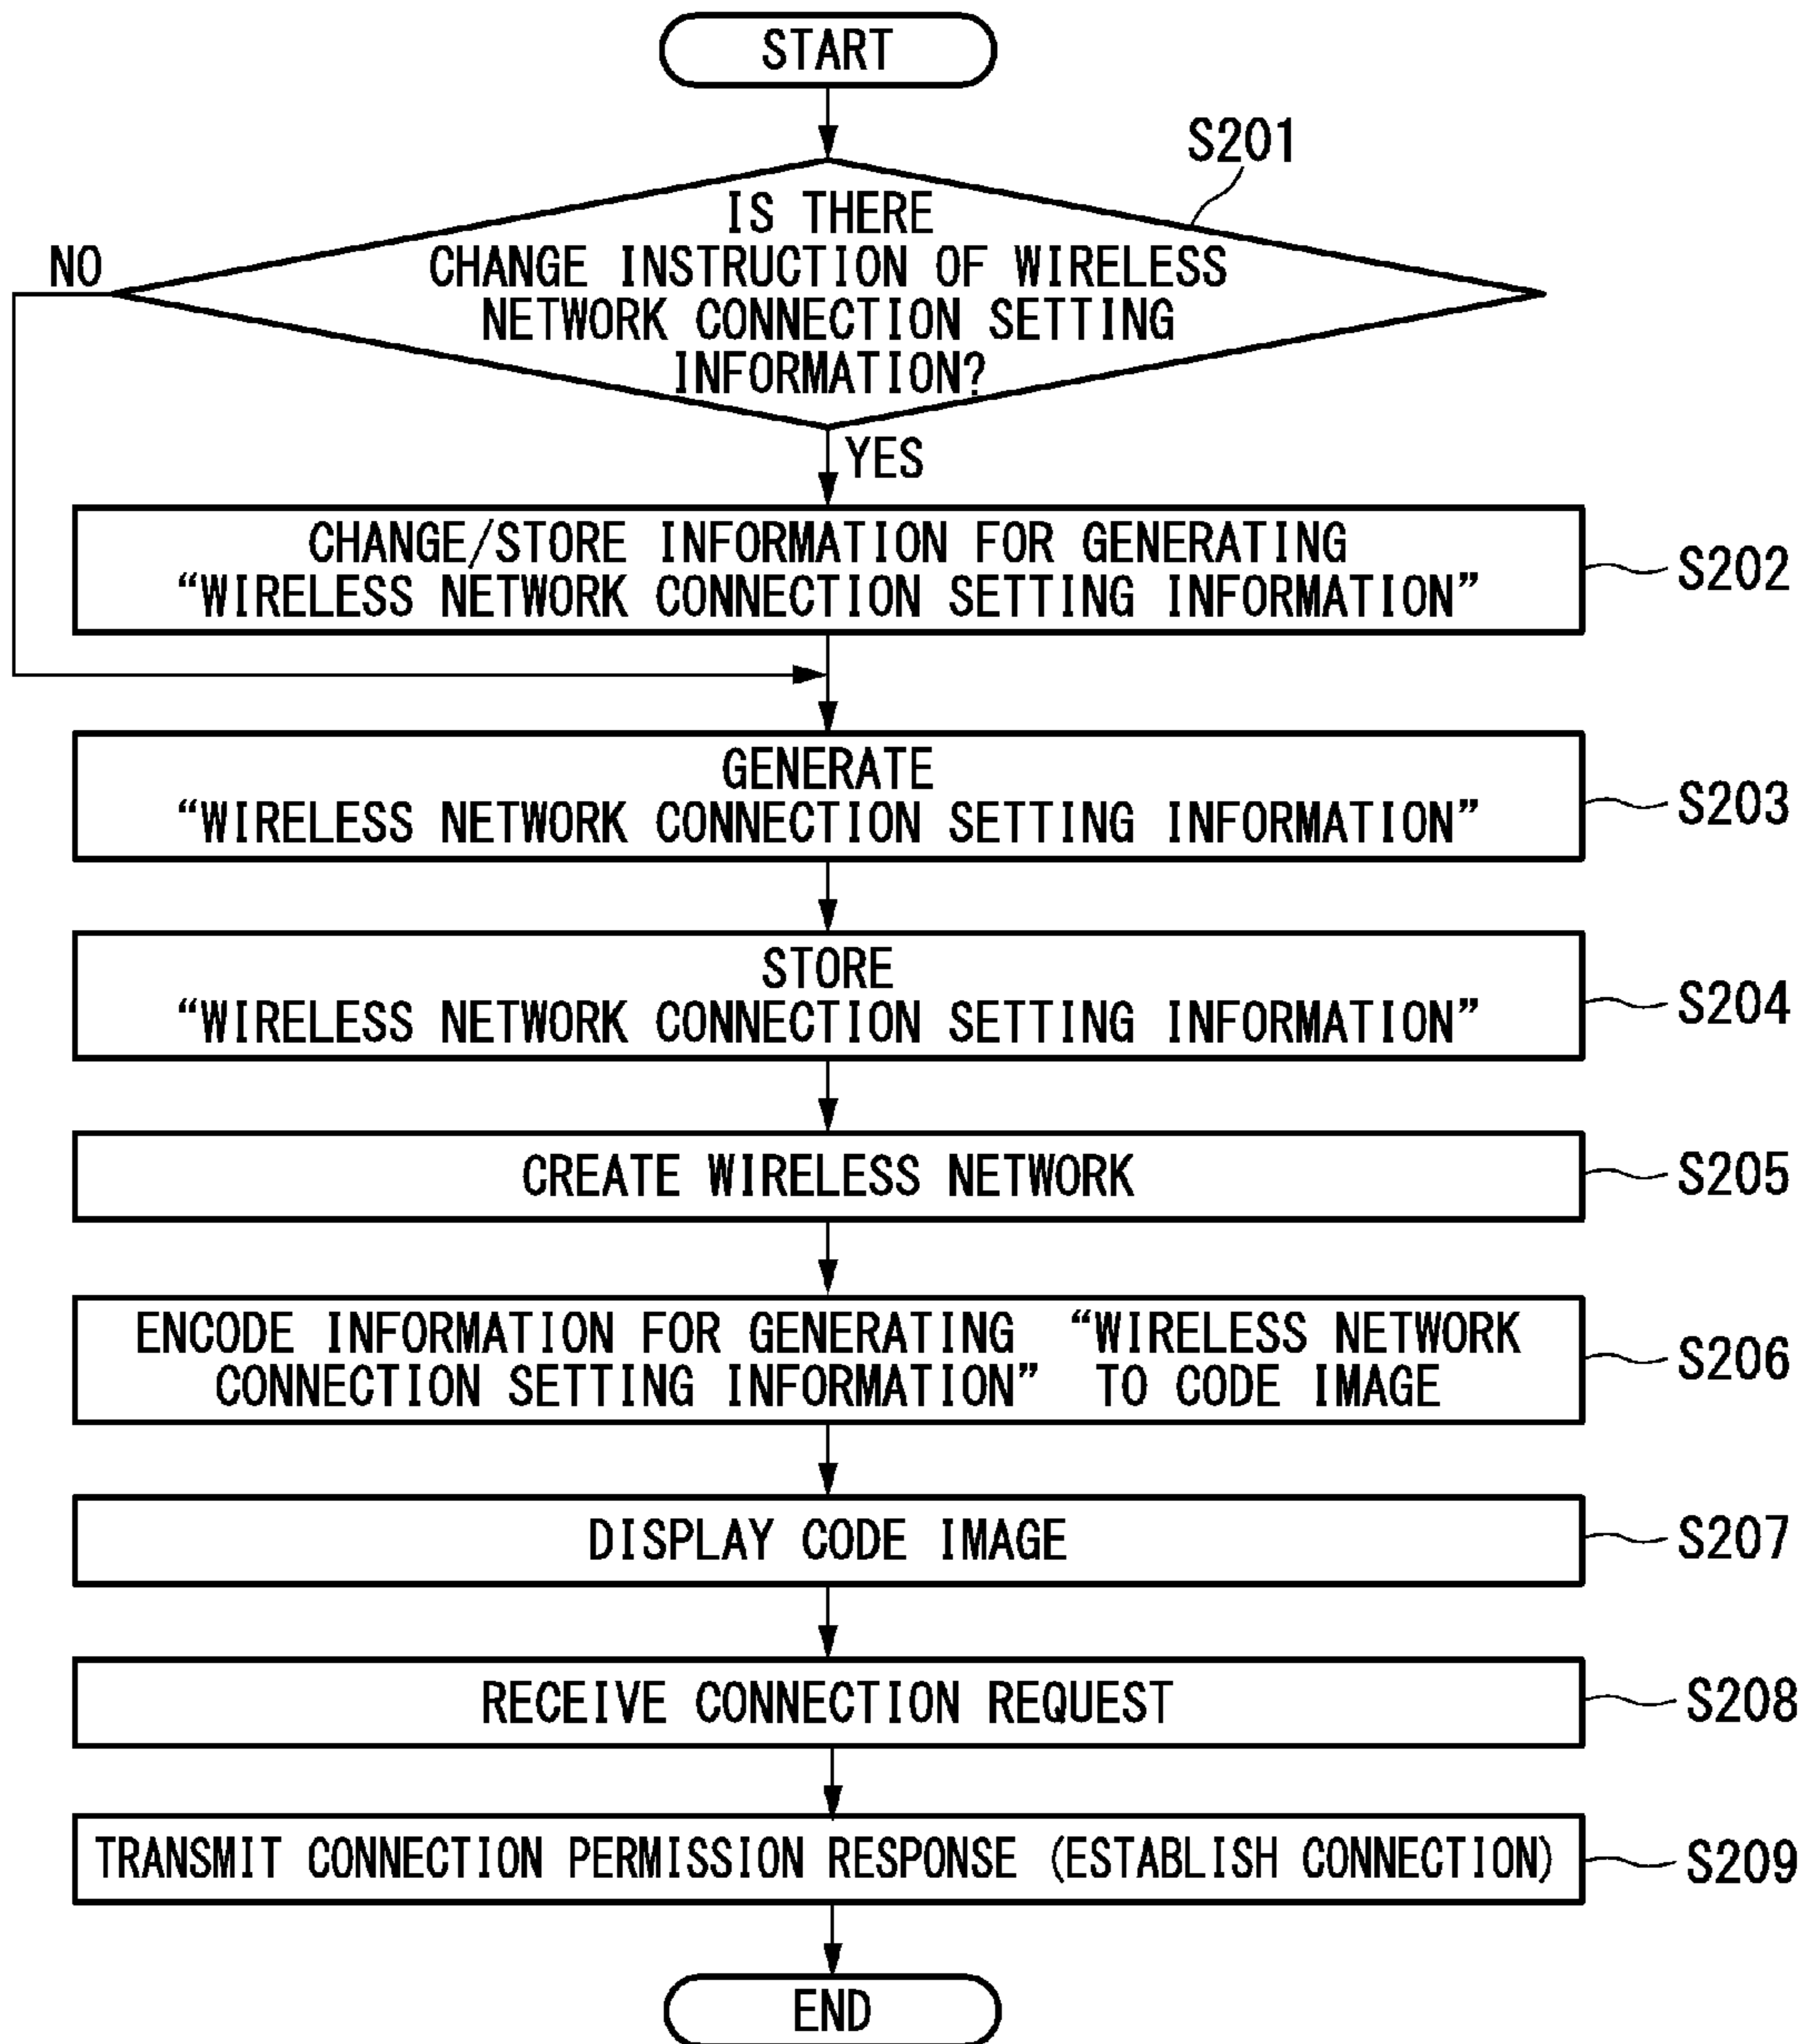 START
S201
IS THERE
CHANGE INSTRUCTION OF WIRELESS
NETWORK CONNECTION SETTING
INFORMATION?
NO
YES
CHANGE/STORE INFORMATION FOR GENERATING
“WIRELESS NETWORK CONNECTION SETTING INFORMATION”
S202
GENERATE
“WIRELESS NETWORK CONNECTION SETTING INFORMATION”
S203
STORE
“WIRELESS NETWORK CONNECTION SETTING INFORMATION”
S204
CREATE WIRELESS NETWORK
S205
ENCODE INFORMATION FOR GENERATING “WIRELESS NETWORK
CONNECTION SETTING INFORMATION” TO CODE IMAGE
S206
DISPLAY CODE IMAGE
S207
RECEIVE CONNECTION REQUEST
S208
TRANSMIT CONNECTION PERMISSION RESPONSE (ESTABLISH CONNECTION)
S209
END